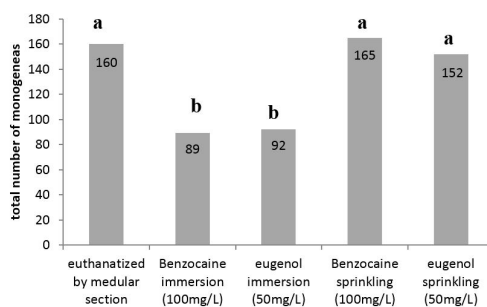 total number of monogeneas
180
160
140
120
100
80
60
40
20
0
a b b a a
160 89 92 165 152
euthanatized by medular section
Benzocaine immersion (100mg/L)
eugenol immersion (50mg/L)
Benzocaine sprinkling (100mg/L)
eugenol sprinkling (50mg/L)